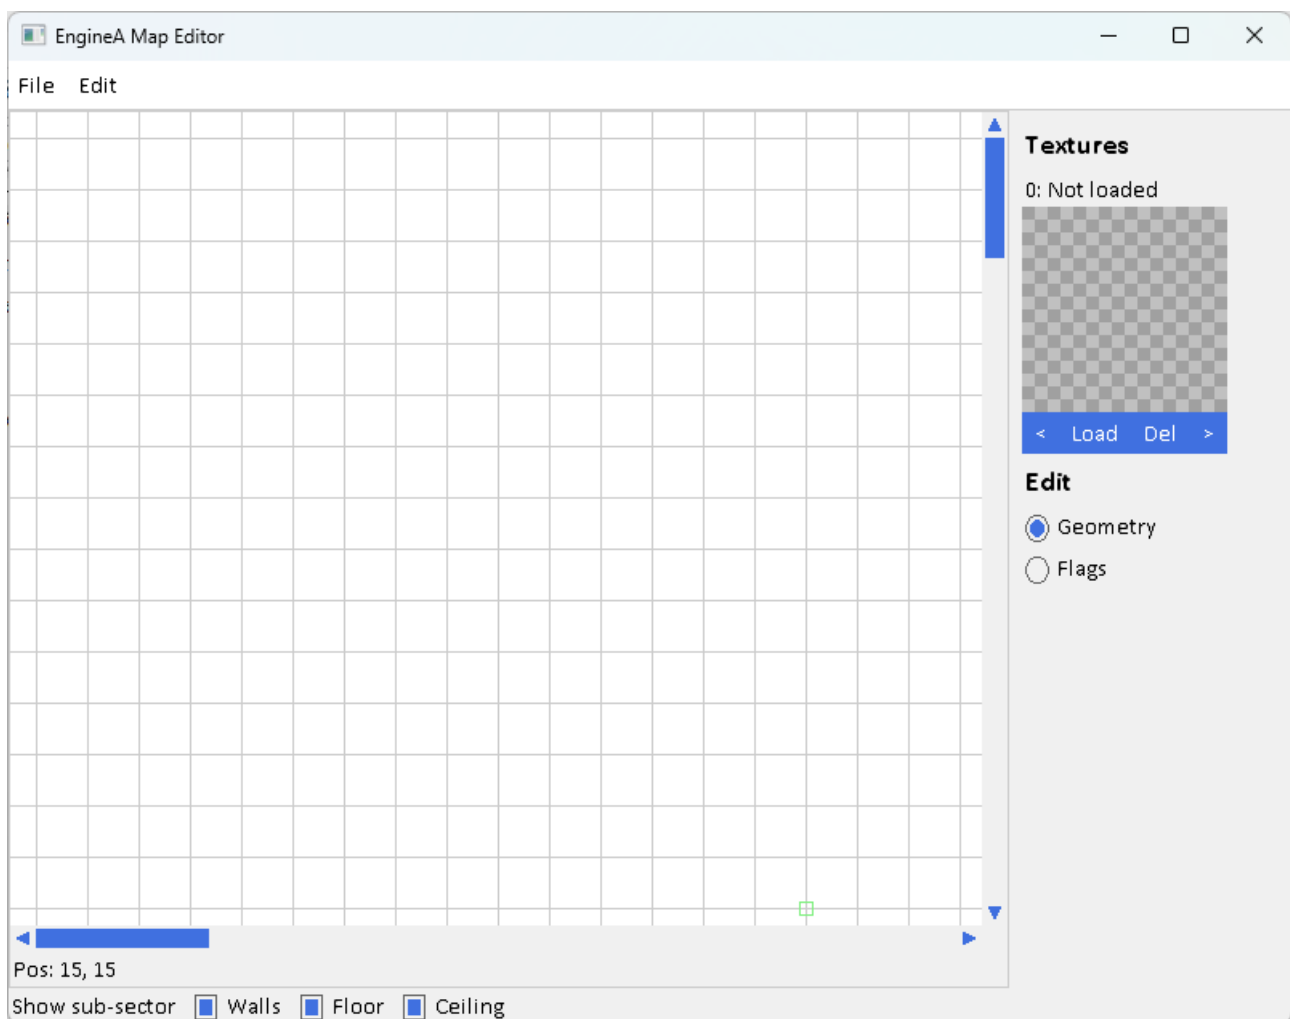 EngineA Map Editor
File Edit
Textures
0: Not loaded
< Load Del >
Edit
Geometry
Flags
Pos: 15, 15
Show sub-sector Walls Floor Ceiling